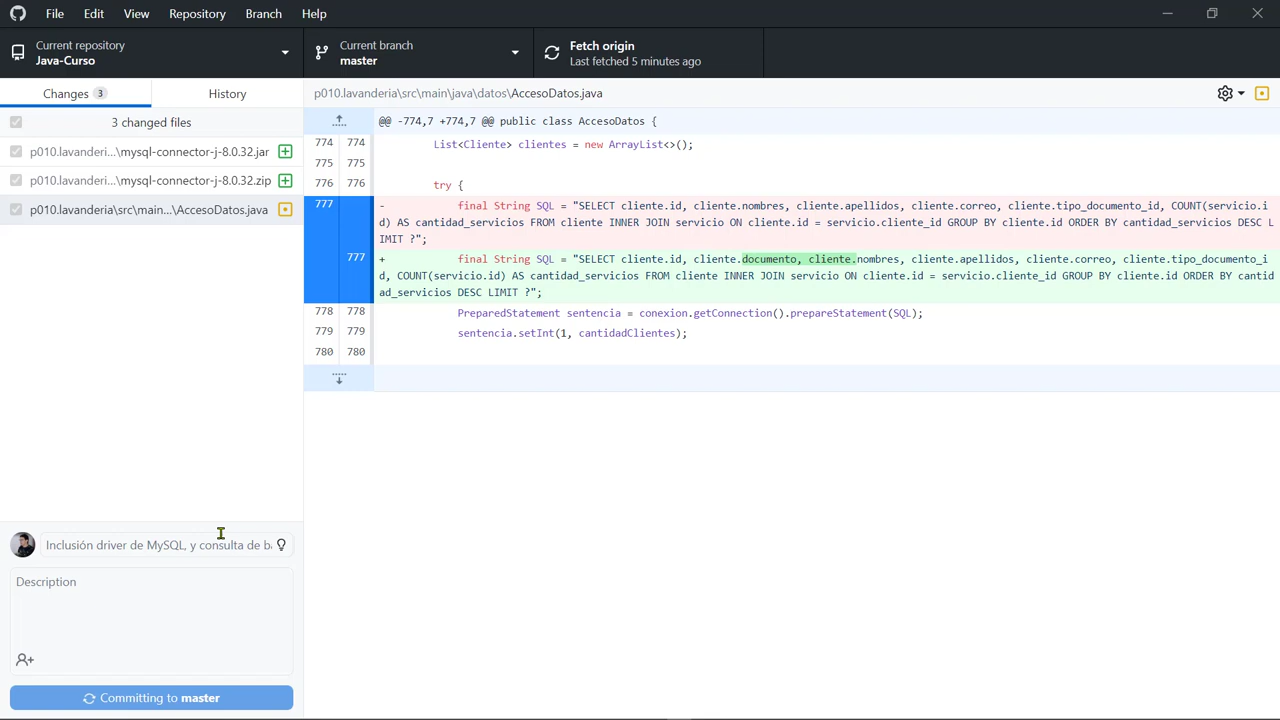 File Edit View Repository Branch Help
Current repository
Java-Curso
Current branch
master
Fetch origin
Last fetched 5 minutes ago
Changes 3
History
p010.lavanderia\src\main\java\datos\AccesoDatos.java
3 changed files
p010.lavanderi...\mysql-connector-j-8.0.32.jar
p010.lavanderi...\mysql-connector-j-8.0.32.zip
p010.lavanderia\src\main...\AccesoDatos.java
@@ -774,7 +774,7 @@ public class AccesoDatos {
774 774 List<Cliente> clientes = new ArrayList<>();
775 775
776 776 try {
777 - final String SQL = "SELECT cliente.id, cliente.nombres, cliente.apellidos, cliente.correo, cliente.tipo_documento_id, COUNT(servicio.i
d) AS cantidad_servicios FROM cliente INNER JOIN servicio ON cliente.id = servicio.cliente_id GROUP BY cliente.id ORDER BY cantidad_servicios DESC L
IMIT ?";
777 + final String SQL = "SELECT cliente.id, cliente.documento, cliente.nombres, cliente.apellidos, cliente.correo, cliente.tipo_documento_i
d, COUNT(servicio.id) AS cantidad_servicios FROM cliente INNER JOIN servicio ON cliente.id = servicio.cliente_id GROUP BY cliente.id ORDER BY cantid
ad_servicios DESC LIMIT ?";
778 778 PreparedStatement sentencia = conexion.getConnection().prepareStatement(SQL);
779 779 sentencia.setInt(1, cantidadClientes);
780 780
Inclusión driver de MySQL, y consulta de ba
Description
Committing to master